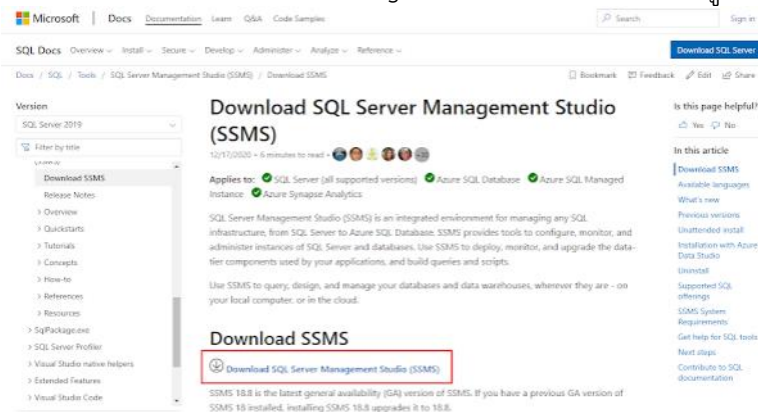 Microsoft Docs Documentation Learn Q&A Code Samples Search Sign in
SQL Docs Overview Install Secure Develop Administer Analyze Reference Download SQL Server
Docs / SQL / Tools / SQL Server Management Studio (SSMS) / Download SSMS Bookmark Feedback Edit Share
Version
SQL Server 2019
Filter by title
Download SSMS
Release Notes
> Overview
> Quickstarts
> Tutorials
> Concepts
> How-to
> References
> Resources
> SqlPackage.exe
> SQL Server Profiler
> Visual Studio native helpers
> Extended Features
> Visual Studio Code
Download SQL Server Management Studio
(SSMS)
12/17/2020 • 6 minutes to read •
Applies to: SQL Server (all supported versions) Azure SQL Database Azure SQL Managed
Instance Azure Synapse Analytics
SQL Server Management Studio (SSMS) is an integrated environment for managing any SQL
infrastructure, from SQL Server to Azure SQL Database. SSMS provides tools to configure, monitor, and
administer instances of SQL Server and databases. Use SSMS to deploy, monitor, and upgrade the data-
tier components used by your applications, and build queries and scripts.
Use SSMS to query, design, and manage your databases and data warehouses, wherever they are - on
your local computer, or in the cloud.
Download SSMS
Download SQL Server Management Studio (SSMS)
SSMS 18.8 is the latest general availability (GA) version of SSMS. If you have a previous GA version of
SSMS 18 installed, installing SSMS 18.8 upgrades it to 18.8.
Is this page helpful?
Yes No
In this article
Download SSMS
Available languages
What's new
Previous versions
Unattended install
Installation with Azure
Data Studio
Uninstall
Supported SQL
offerings
SSMS System
Requirements
Get help for SQL tools
Next steps
Contribute to SQL
documentation